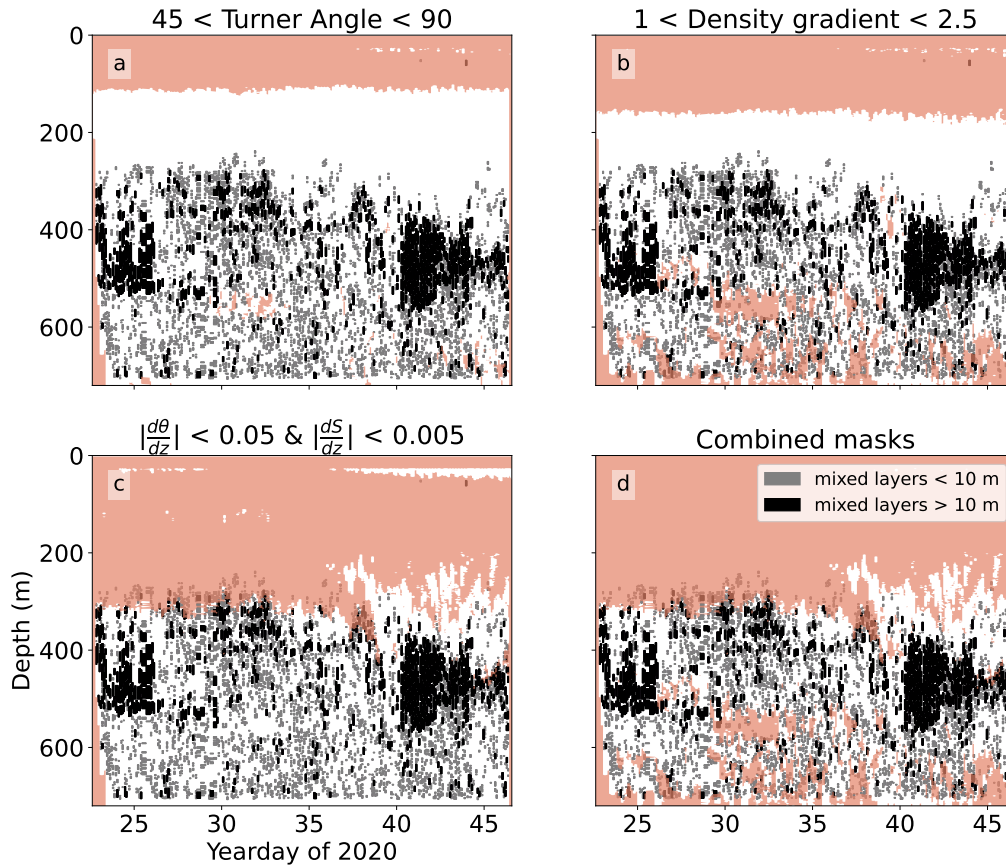 45 < Turner Angle < 90
1 < Density gradient < 2.5
0
200
400
600
a
b
|dθ/dz| < 0.05 & |dS/dz| < 0.005
Combined masks
0
200
400
600
Depth (m)
c
d
mixed layers < 10 m
mixed layers > 10 m
25 30 35 40 45
25 30 35 40 45
Yearday of 2020